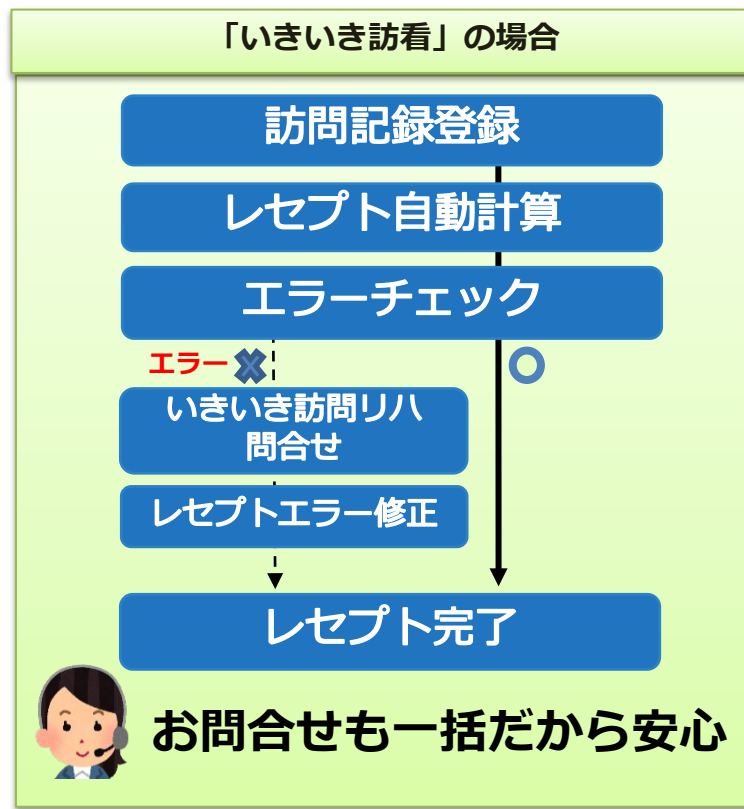 「いきいき訪看」の場合
訪問記録登録
レセプト自動計算
エラーチェック
エラー
いきいき訪問リハ
問合せ
レセプトエラー修正
レセプト完了
お問合せも一括だから安心